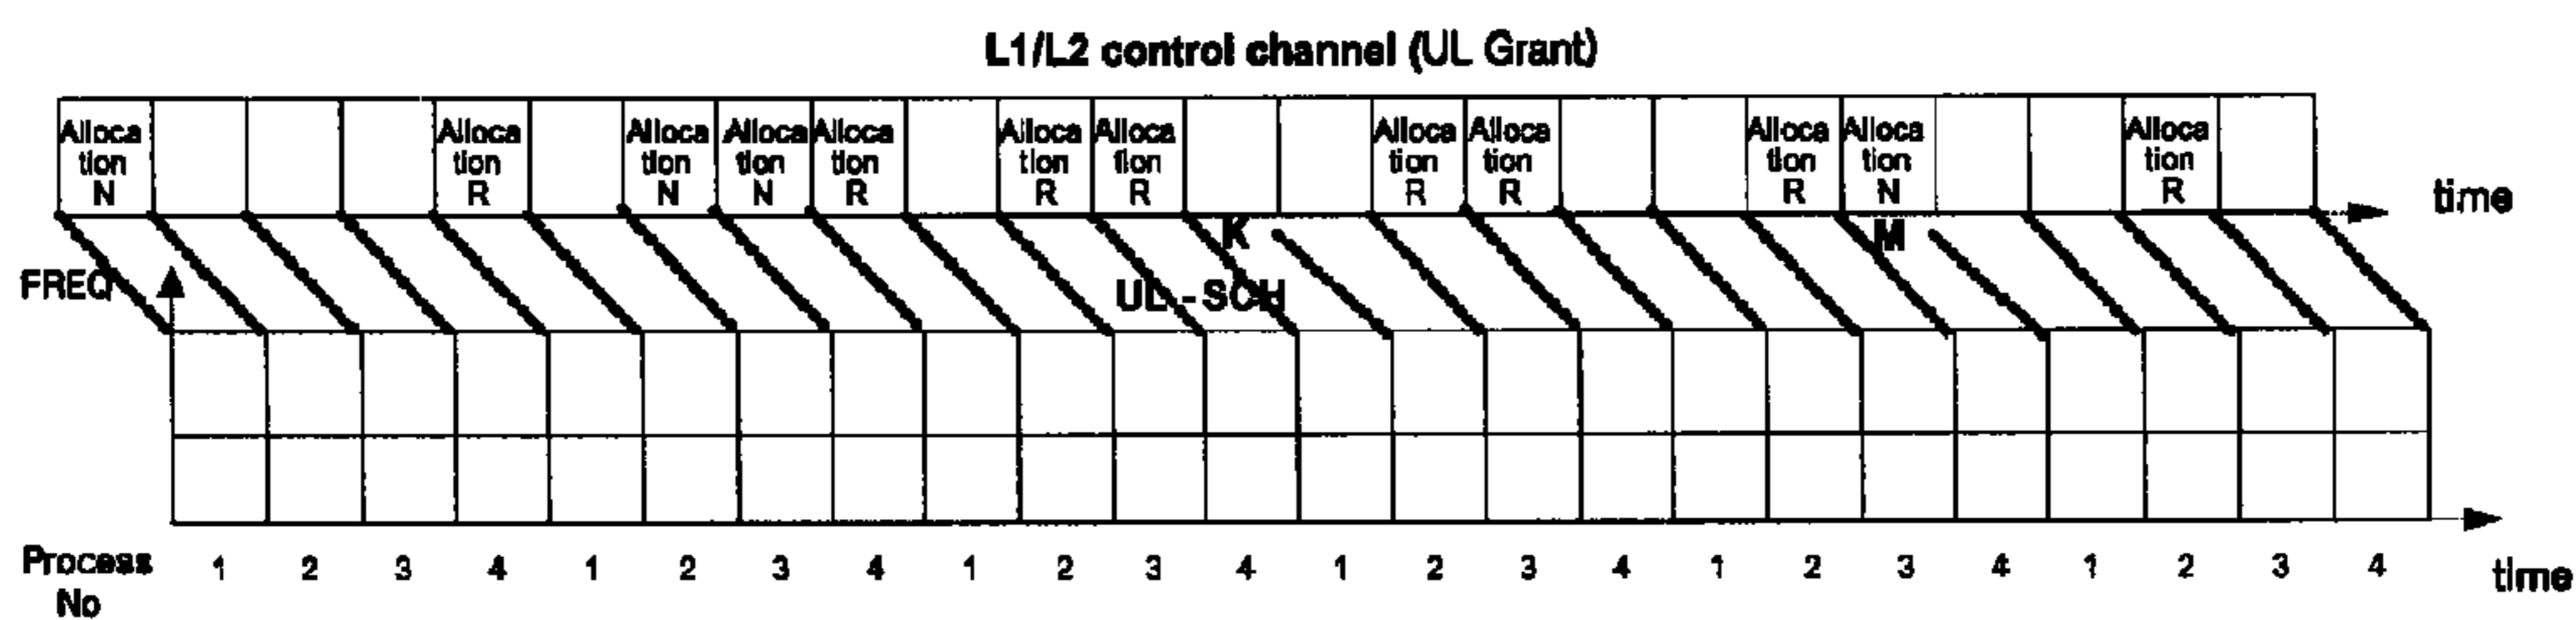 L1/L2 control channel (UL Grant)
Alloca Alloca Alloca Alloca Alloca Alloca Alloca Alloca Alloca Alloca Alloca Alloca
tion tion tion tion tion tion tion tion tion tion tion tion
N R N N R R R R R R N R
time
K M
FREQ UL-SCH
Process 1 2 3 4 1 2 3 4 1 2 3 4 1 2 3 4 1 2 3 4 1 2 3 4 time
No